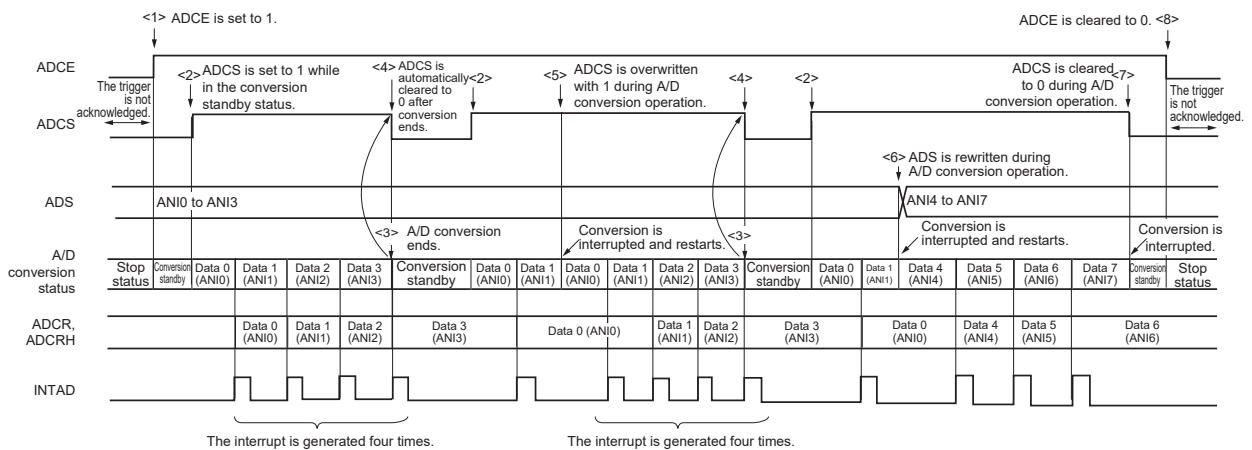 <1> ADCE is set to 1.
ADCE is cleared to 0. <8>
ADCE
The trigger
is not
acknowledged.
<2> ADCS is set to 1 while
in the conversion
standby status.
<4> ADCS is
automatically
cleared to
0 after
conversion
ends.
<2>
<5> ADCS is overwritten
with 1 during A/D
conversion operation.
<4>
<2>
ADCS is cleared <7>
to 0 during A/D
conversion operation.
The trigger
is not
acknowledged.
ADCS
<6> ADS is rewritten during
A/D conversion operation.
ADS
ANI0 to ANI3
ANI4 to ANI7
<3> A/D conversion
ends.
Conversion is
interrupted and restarts.
<3>
Conversion is
interrupted and restarts.
Conversion is
interrupted.
A/D
conversion
status
Stop
status
Conversion
standby
Data 0
(ANI0)
Data 1
(ANI1)
Data 2
(ANI2)
Data 3
(ANI3)
Conversion
standby
Data 0
(ANI0)
Data 1
(ANI1)
Data 0
(ANI0)
Data 1
(ANI1)
Data 2
(ANI2)
Data 3
(ANI3)
Conversion
standby
Data 0
(ANI0)
Data 1
(ANI1)
Data 4
(ANI4)
Data 5
(ANI5)
Data 6
(ANI6)
Data 7
(ANI7)
Conversion
standby
Stop
status
ADCR,
ADCRH
Data 0
(ANI0)
Data 1
(ANI1)
Data 2
(ANI2)
Data 3
(ANI3)
Data 0 (ANI0)
Data 1
(ANI1)
Data 2
(ANI2)
Data 3
(ANI3)
Data 0
(ANI0)
Data 4
(ANI4)
Data 5
(ANI5)
Data 6
(ANI6)
INTAD
The interrupt is generated four times.
The interrupt is generated four times.